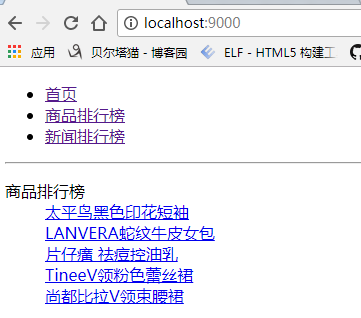 localhost:9000
应用 贝尔塔猫 - 博客园 ELF - HTML5 构建工
首页
商品排行榜
新闻排行榜
商品排行榜
太平鸟黑色印花短袖
LANVERA蛇纹牛皮女包
片仔癀 祛痘控油乳
TineeV领粉色蕾丝裙
尚都比拉V领束腰裙